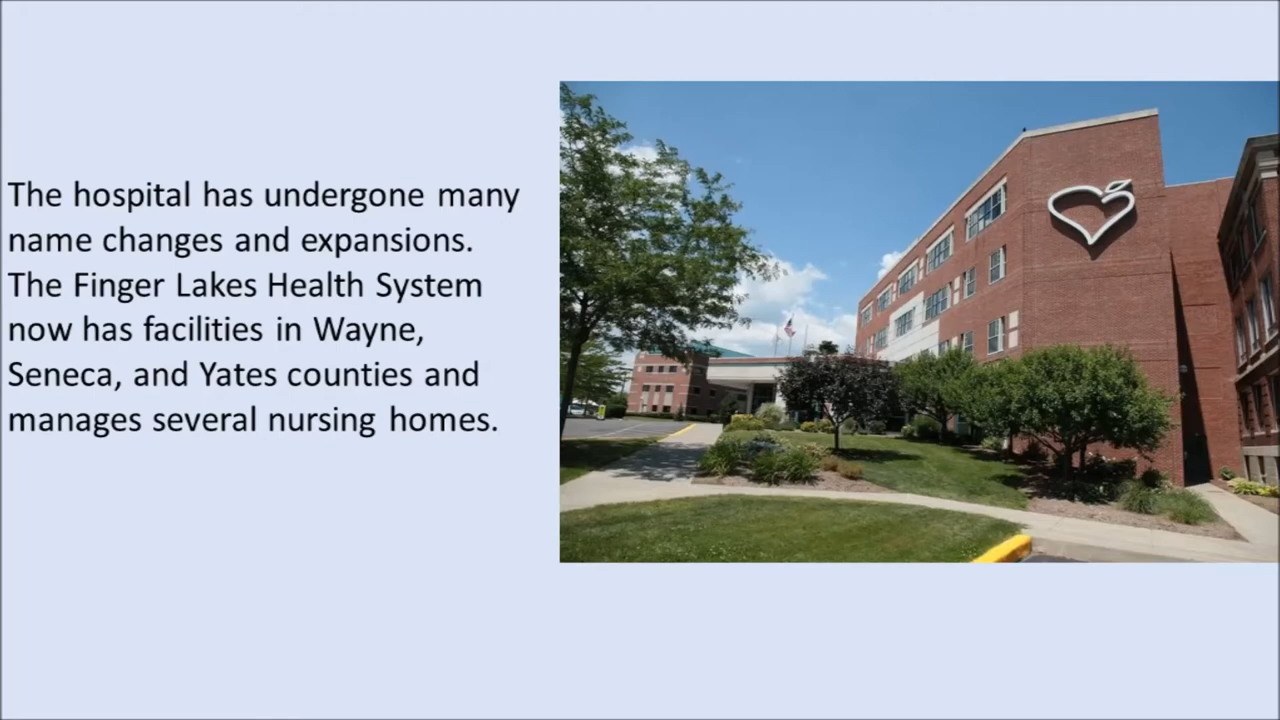 The hospital has undergone many
name changes and expansions.
The Finger Lakes Health System
now has facilities in Wayne,
Seneca, and Yates counties and
manages several nursing homes.